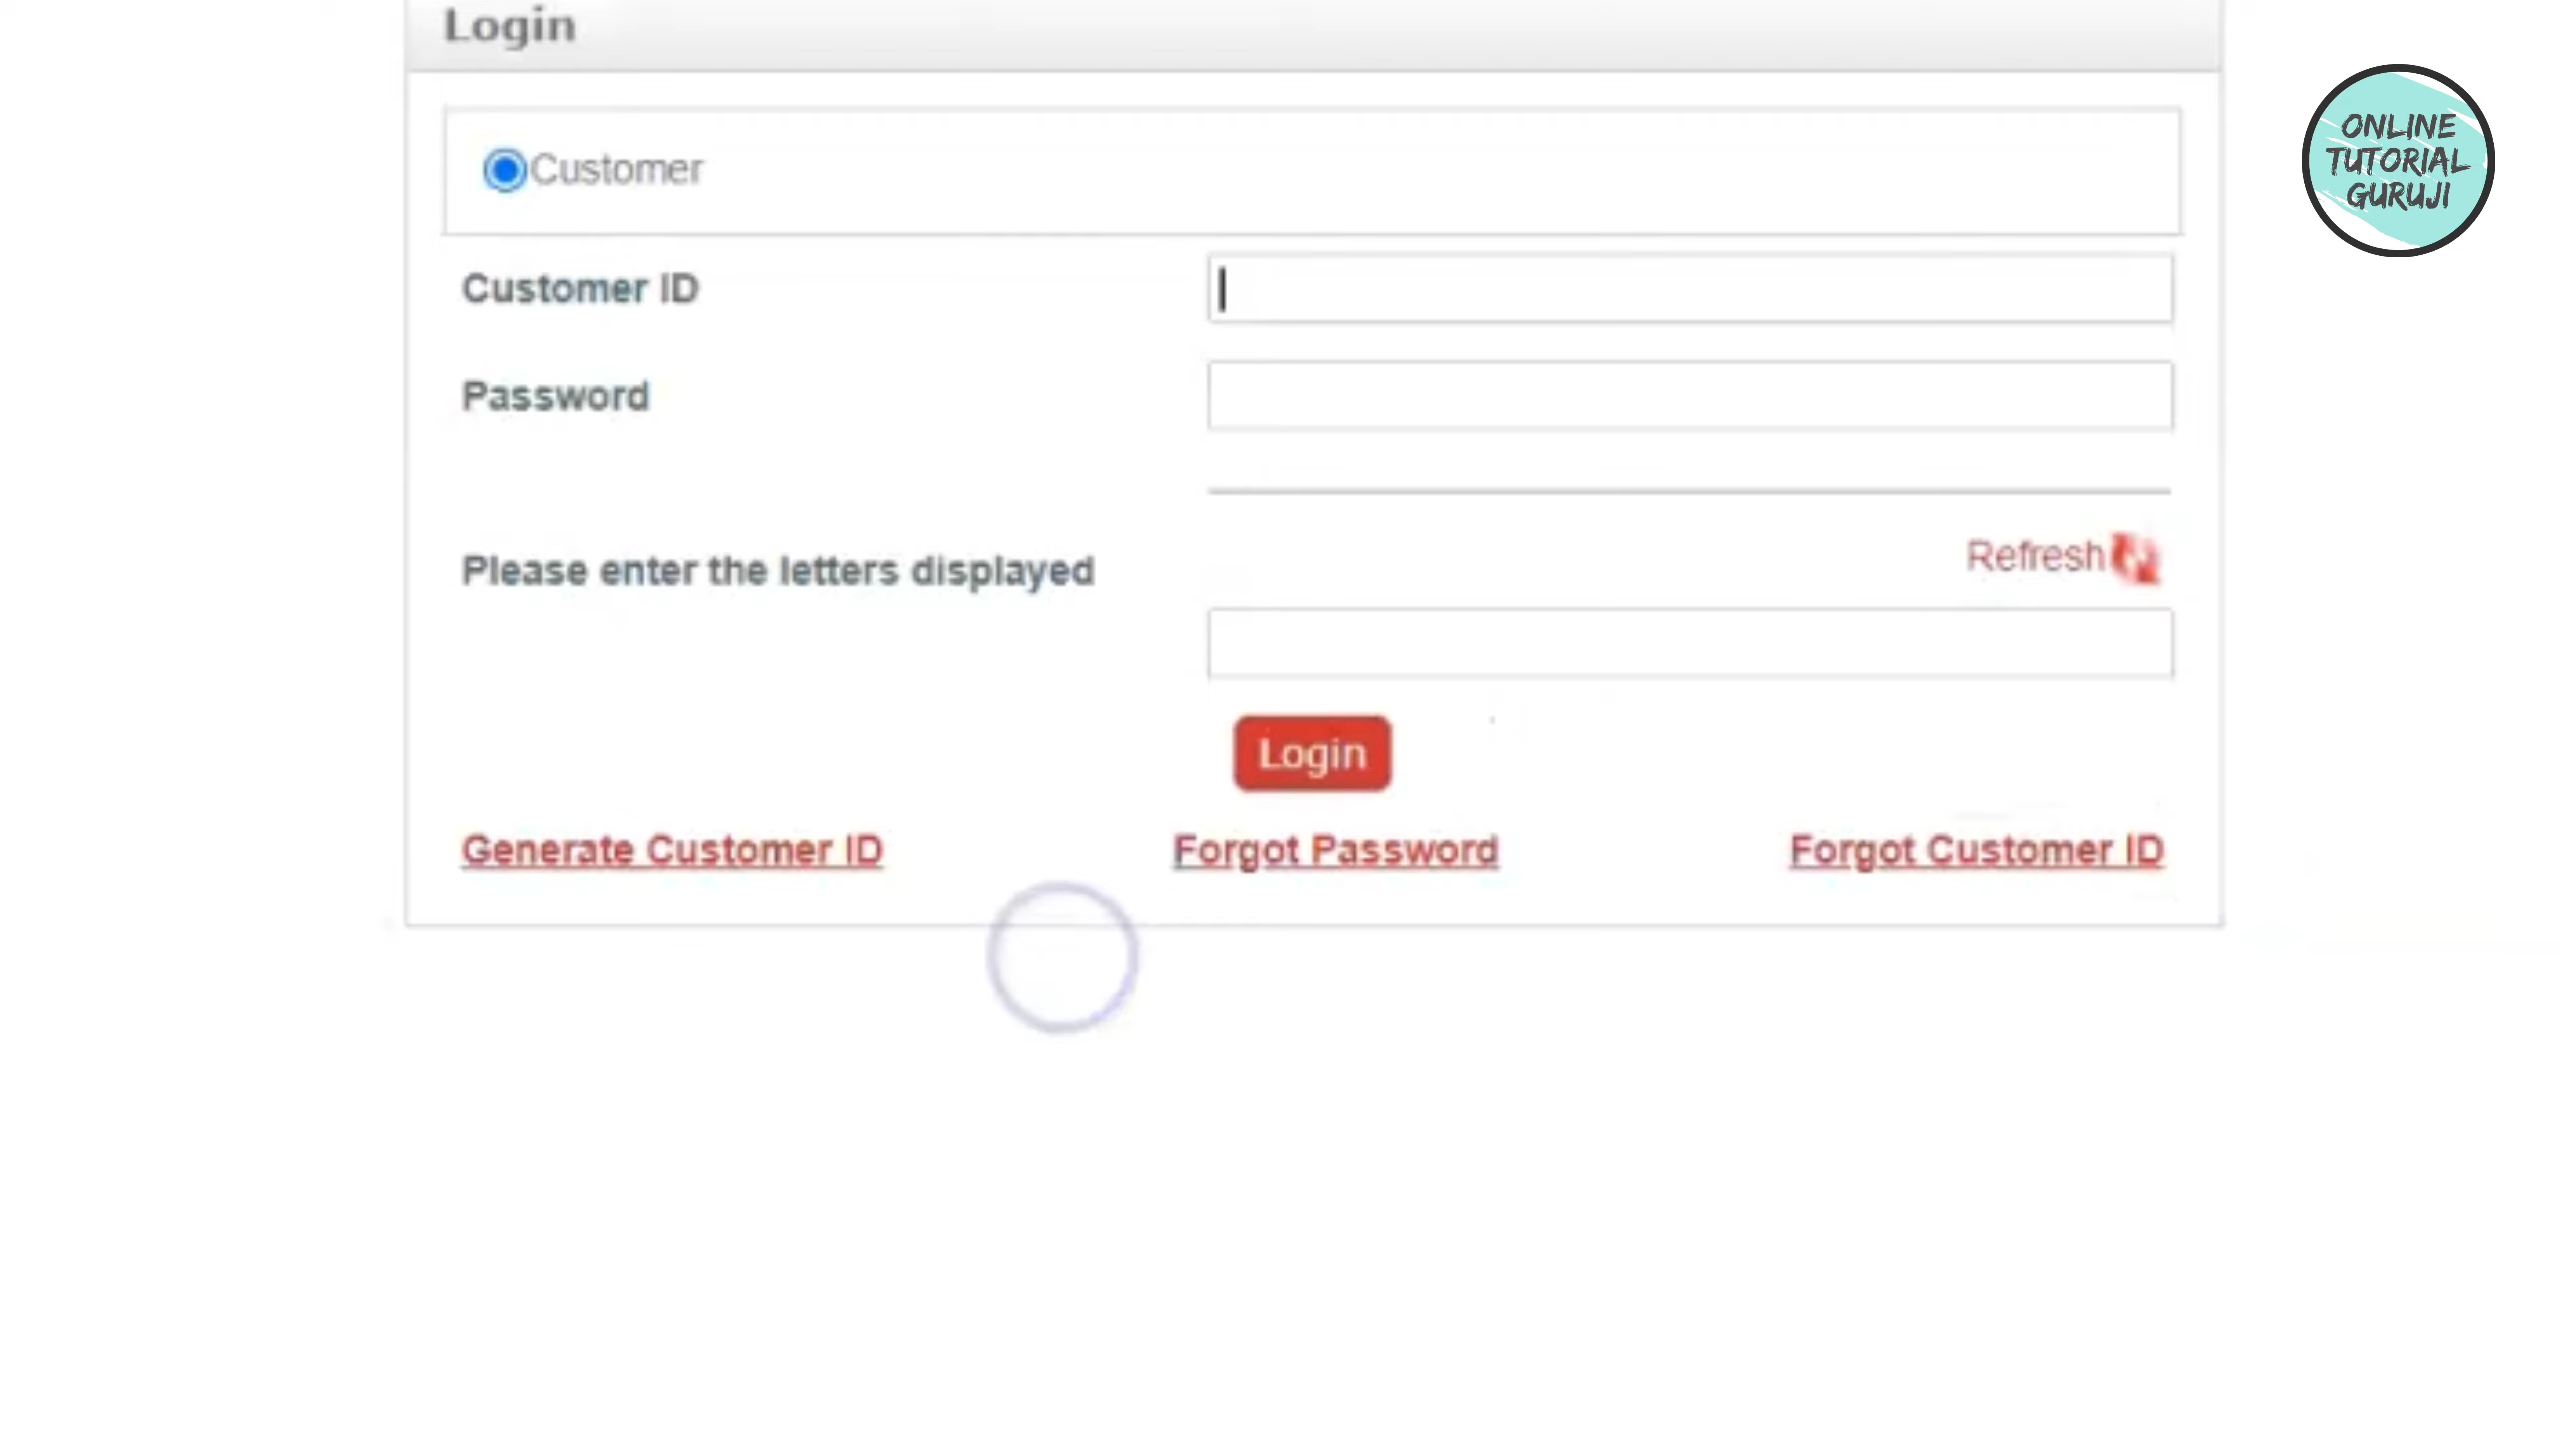 Login
Customer
Customer ID
Password
Please enter the letters displayed
Refresh
Login
Generate Customer ID
Forgot Password
Forgot Customer ID
ONLINE
TUTORIAL
GURUJI